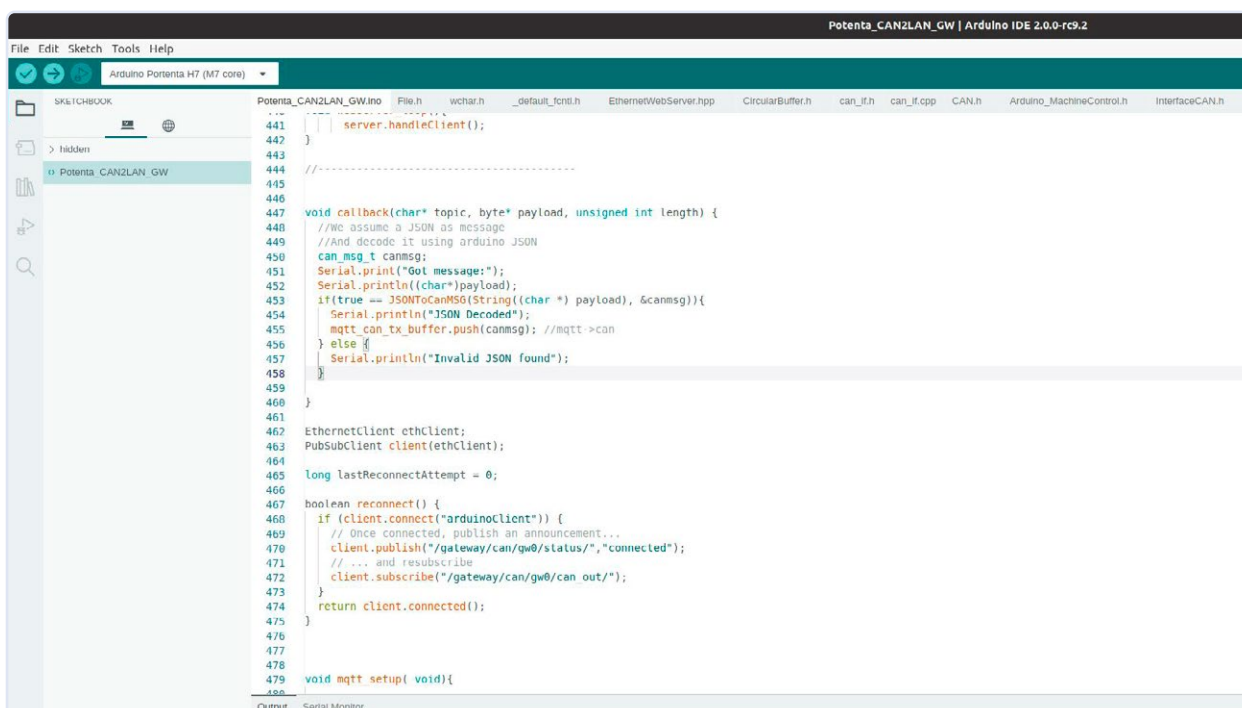 Potenta_CAN2LAN_GW | Arduino IDE 2.0.0-rc9.2
File Edit Sketch Tools Help
Arduino Portenta H7 (M7 core)
SKETCHBOOK
Potenta_CAN2LAN_GW.ino File.h wchar.h _default_fcntl.h EthernetWebServer.hpp CircularBuffer.h can_if.h can_if.cpp CAN.h Arduino_MachineControl.h InterfaceCAN.h
> hidden
Potenta_CAN2LAN_GW
441 server.handleClient();
442 }
443
444 //----------------------------------------
445
446
447 void callback(char* topic, byte* payload, unsigned int length) {
448 //We assume a JSON as message
449 //And decode it using arduino JSON
450 can_msg_t canmsg;
451 Serial.print("Got message:");
452 Serial.println((char*)payload);
453 if(true == JSONToCanMSG(String((char *) payload), &canmsg)){
454 Serial.println("JSON Decoded");
455 mqtt_can_tx_buffer.push(canmsg); //mqtt->can
456 } else {
457 Serial.println("Invalid JSON found");
458 }
459
460 }
461
462 EthernetClient ethClient;
463 PubSubClient client(ethClient);
464
465 long lastReconnectAttempt = 0;
466
467 boolean reconnect() {
468 if (client.connect("arduinoClient")) {
469 // Once connected, publish an announcement...
470 client.publish("/gateway/can/gw0/status/","connected");
471 // ... and resubscribe
472 client.subscribe("/gateway/can/gw0/can_out/");
473 }
474 return client.connected();
475 }
476
477
478
479 void mqtt_setup( void){
480
Output Serial Monitor